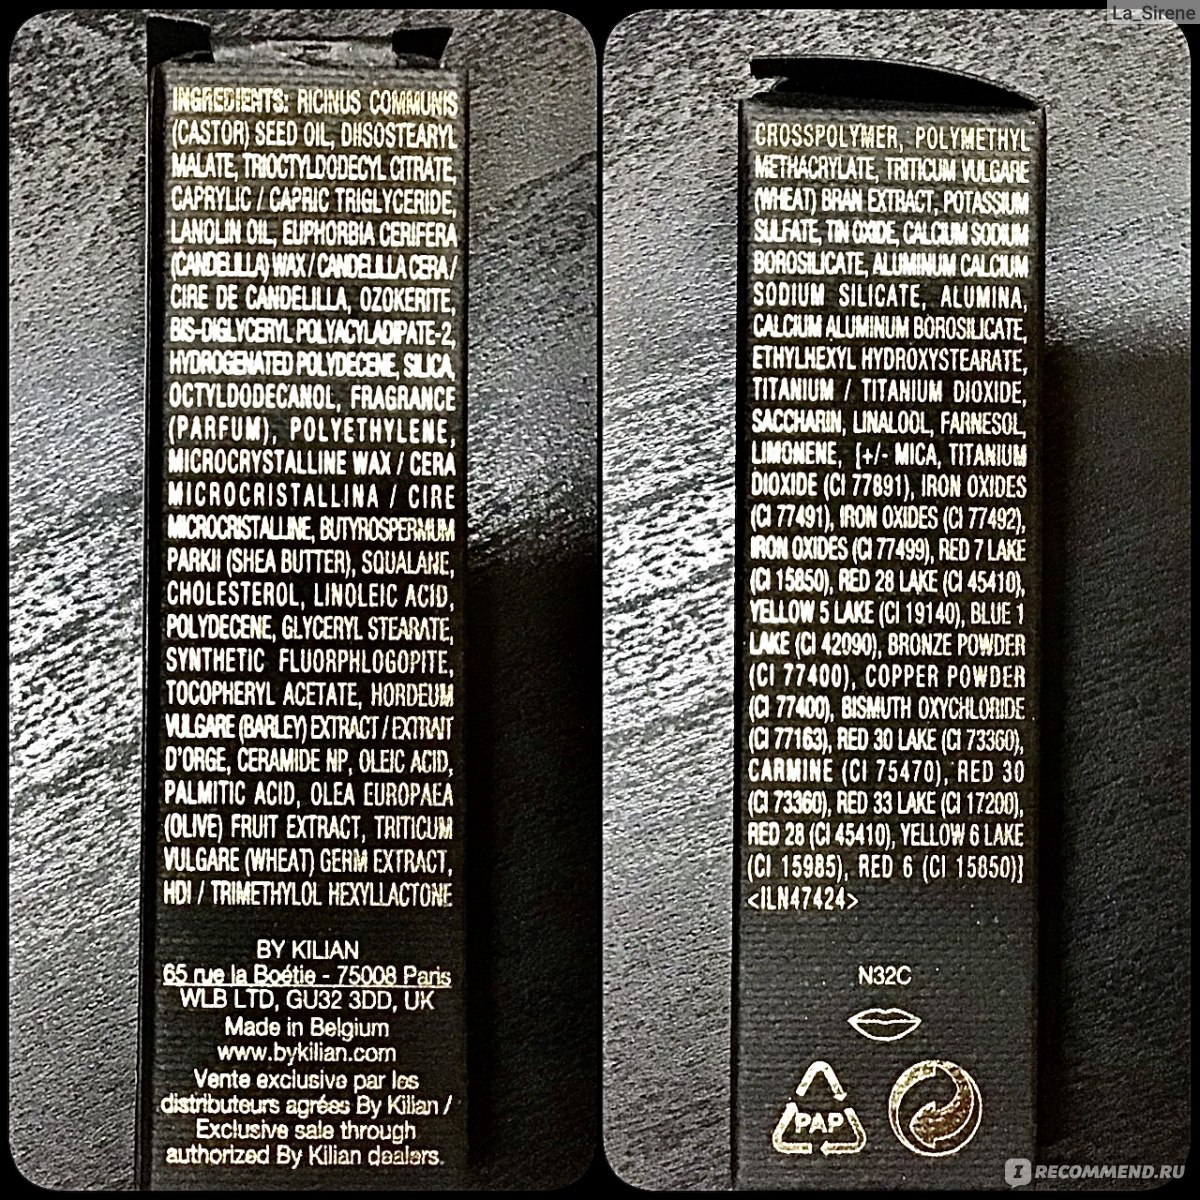 La_Sirene
INGREDIENTS: RICINUS COMMUNIS
(CASTOR) SEED OIL, DIISOSTEARYL
MALATE, TRIOCTYLDODECYL CITRATE,
CAPRYLIC / CAPRIC TRIGLYCERIDE,
LANOLIN OIL, EUPHORBIA CERIFERA
(CANDELILLA) WAX / CANDELILLA CERA /
CIRE DE CANDELILLA, OZOKERITE,
BIS-DIGLYCERYL POLYACYLADIPATE-2,
HYDROGENATED POLYDECENE, SILICA,
OCTYLDODECANOL, FRAGRANCE
(PARFUM), POLYETHYLENE,
MICROCRYSTALLINE WAX / CERA
MICROCRISTALLINA / CIRE
MICROCRISTALLINE, BUTYROSPERMUM
PARKII (SHEA BUTTER), SQUALANE,
CHOLESTEROL, LINOLEIC ACID,
POLYDECENE, GLYCERYL STEARATE,
SYNTHETIC FLUORPHLOGOPITE,
TOCOPHERYL ACETATE, HORDEUM
VULGARE (BARLEY) EXTRACT / EXTRAIT
D'ORGE, CERAMIDE NP, OLEIC ACID,
PALMITIC ACID, OLEA EUROPAEA
(OLIVE) FRUIT EXTRACT, TRITICUM
VULGARE (WHEAT) GERM EXTRACT,
HDI / TRIMETHYLOL HEXYLLACTONE
BY KILIAN
65 rue la Boétie - 75008 Paris
WLB LTD, GU32 3DD, UK
Made in Belgium
www.bykilian.com
Vente exclusive par les
distributeurs agrées By Kilian /
Exclusive sale through
authorized By Kilian dealers.
CROSSPOLYMER, POLYMETHYL
METHACRYLATE, TRITICUM VULGARE
(WHEAT) BRAN EXTRACT, POTASSIUM
SULFATE, TIN OXIDE, CALCIUM SODIUM
BOROSILICATE, ALUMINUM CALCIUM
SODIUM SILICATE, ALUMINA,
CALCIUM ALUMINUM BOROSILICATE,
ETHYLHEXYL HYDROXYSTEARATE,
TITANIUM / TITANIUM DIOXIDE,
SACCHARIN, LINALOOL, FARNESOL,
LIMONENE, [+/- MICA, TITANIUM
DIOXIDE (CI 77891), IRON OXIDES
(CI 77491), IRON OXIDES (CI 77492),
IRON OXIDES (CI 77499), RED 7 LAKE
(CI 15850), RED 28 LAKE (CI 45410),
YELLOW 5 LAKE (CI 19140), BLUE 1
LAKE (CI 42090), BRONZE POWDER
(CI 77400), COPPER POWDER
(CI 77400), BISMUTH OXYCHLORIDE
(CI 77163), RED 30 LAKE (CI 73360),
CARMINE (CI 75470), RED 30
(CI 73360), RED 33 LAKE (CI 17200),
RED 28 (CI 45410), YELLOW 6 LAKE
(CI 15985), RED 6 (CI 15850)]
<ILN47424>
N32C
PAP
IRECOMMEND.RU